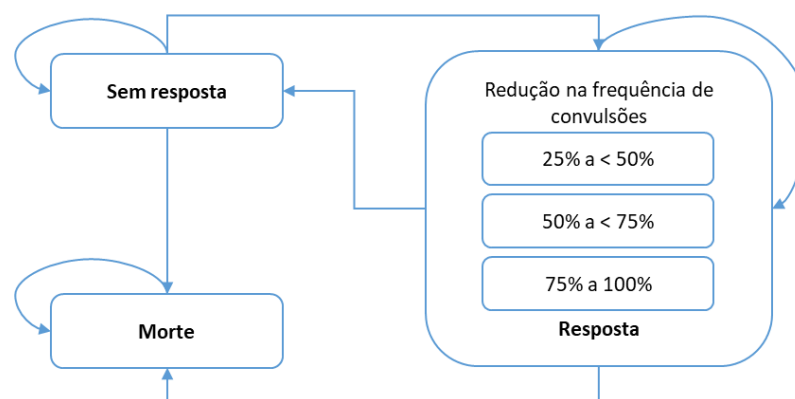 Sem resposta
Redução na frequência de
convulsões
25% a < 50%
50% a < 75%
75% a 100%
Resposta
Morte